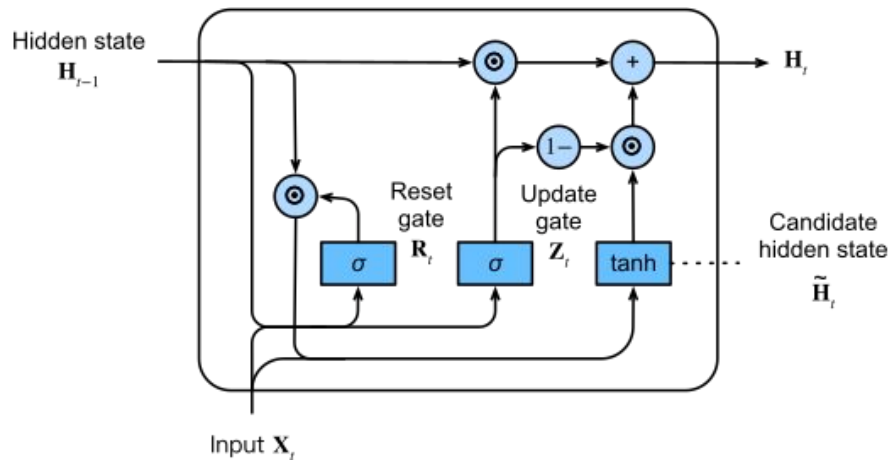 Hidden state
H_{t−1}
⊙
+
H_t
1−
⊙
⊙
Reset
gate
R_t
Update
gate
Z_t
σ
σ
tanh
Candidate
hidden state
H̃_t
Input X_t